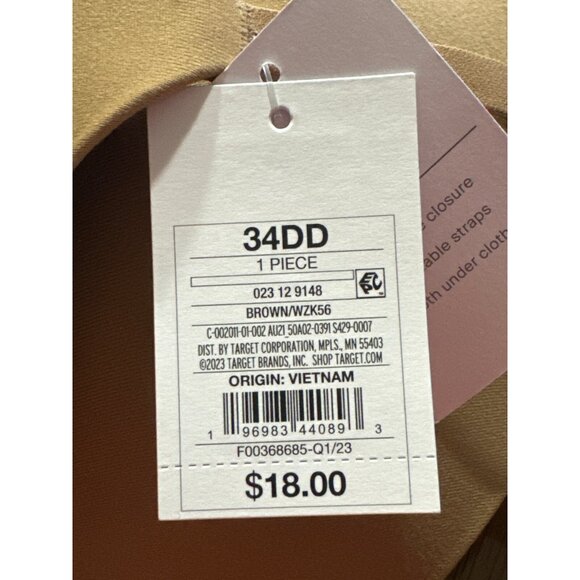 34DD
1 PIECE
023 12 9148
BROWN/WZK56
C-002011-01-002 AU21 50A02-0391 S429-0007
DIST. BY TARGET CORPORATION, MPLS., MN 55403
©2023 TARGET BRANDS, INC. SHOP TARGET.COM
ORIGIN: VIETNAM
1 96983 44089 3
F00368685-Q1/23
$18.00
closure
able straps
th under cloth